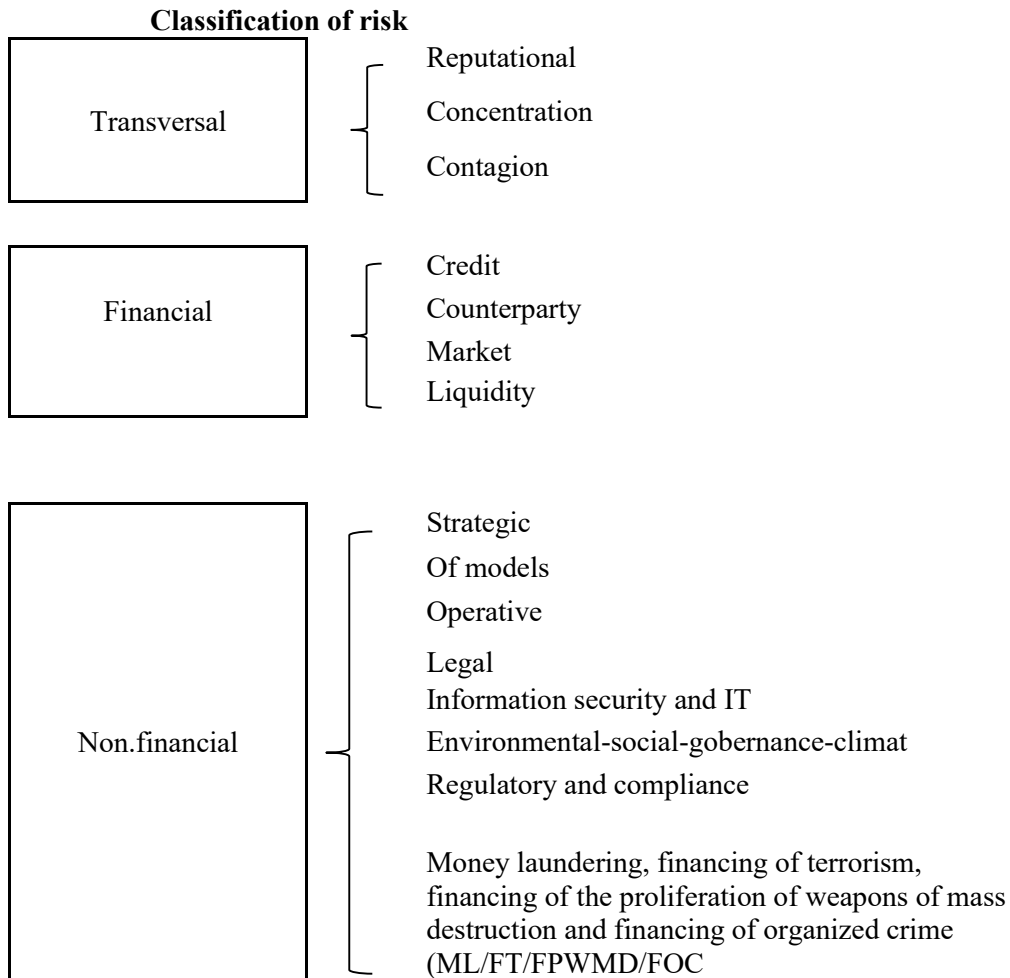 Classification of risk
Transversal
Reputational
Concentration
Contagion
Financial
Credit
Counterparty
Market
Liquidity
Non.financial
Strategic
Of models
Operative
Legal
Information security and IT
Environmental-social-gobernance-climat
Regulatory and compliance
Money laundering, financing of terrorism,
financing of the proliferation of weapons of mass
destruction and financing of organized crime
(ML/FT/FPWMD/FOC